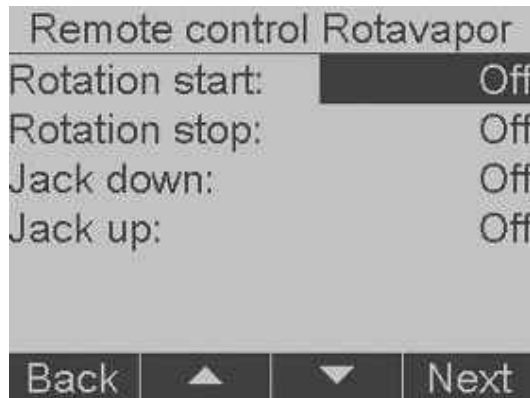 Remote control Rotavapor
Rotation start: Off
Rotation stop: Off
Jack down: Off
Jack up: Off
Back Next